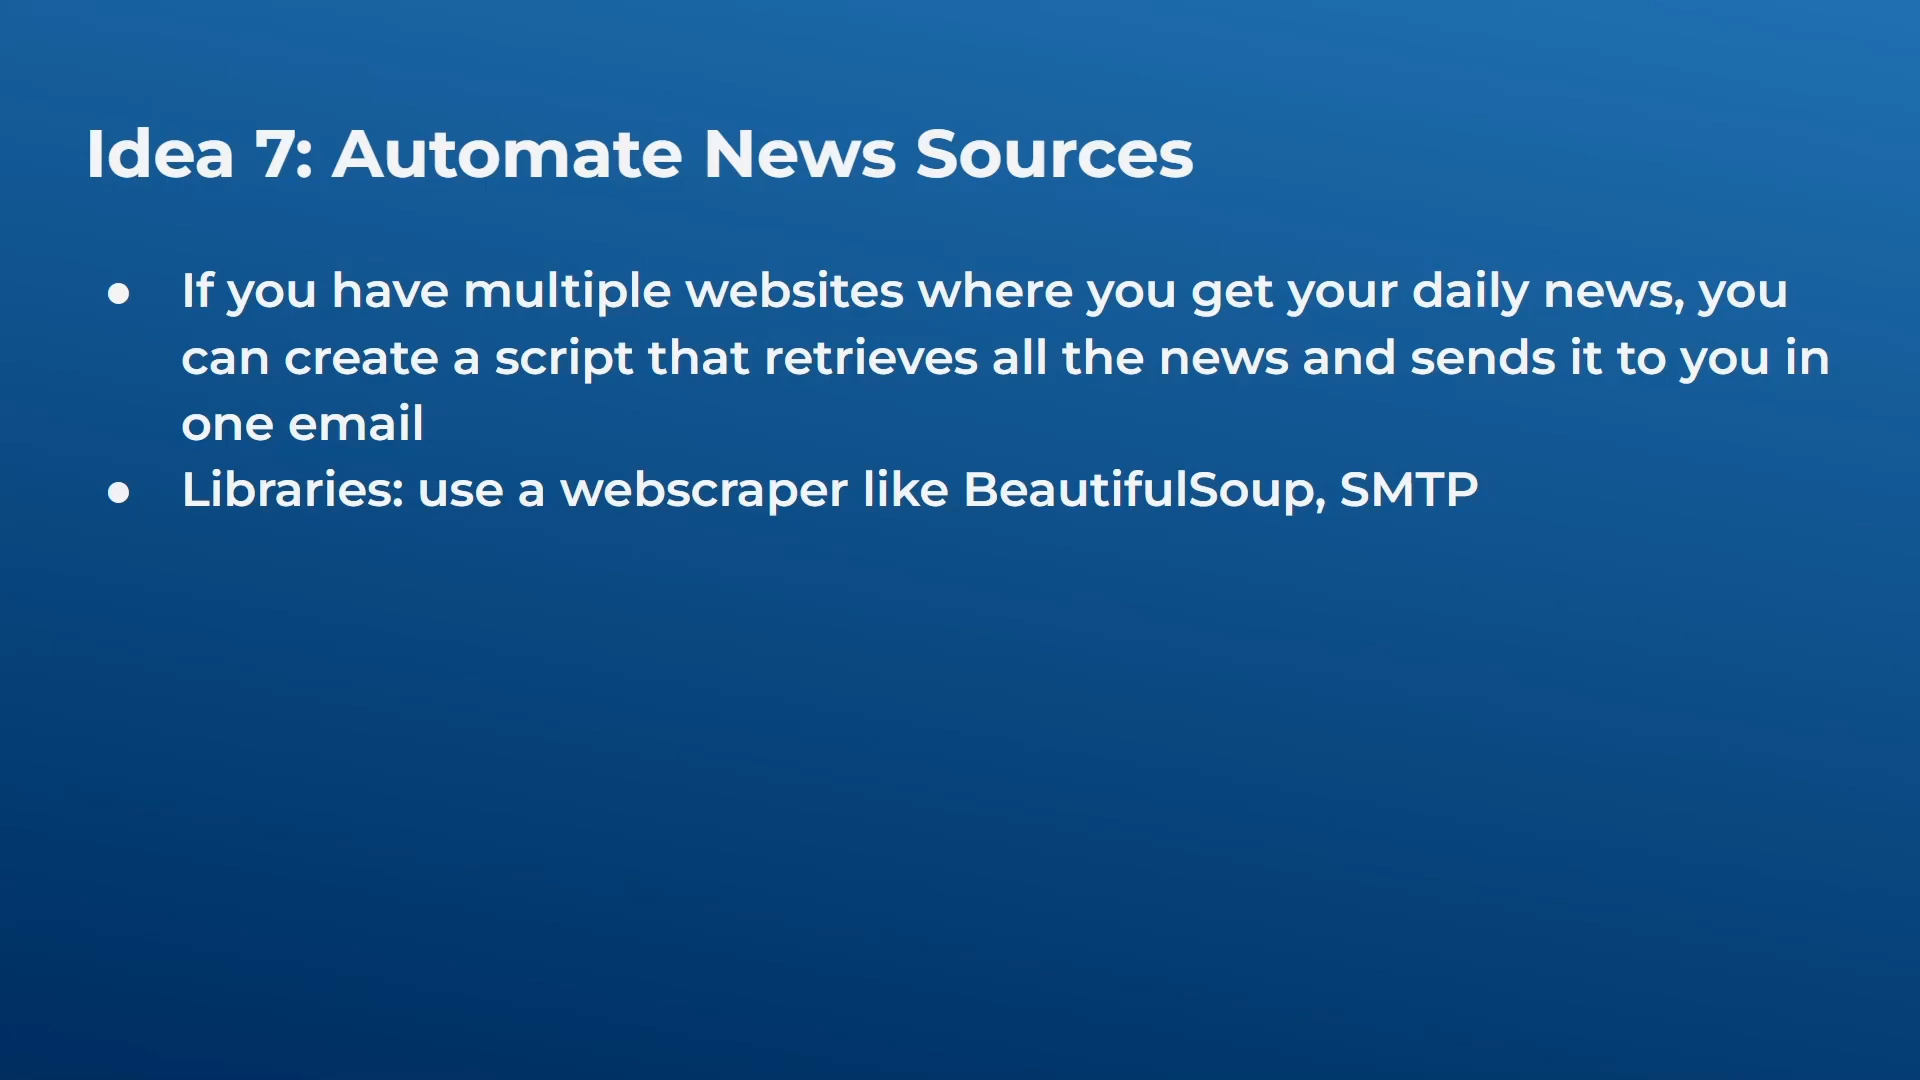 Idea 7: Automate News Sources
● If you have multiple websites where you get your daily news, you
can create a script that retrieves all the news and sends it to you in
one email
● Libraries: use a webscraper like BeautifulSoup, SMTP